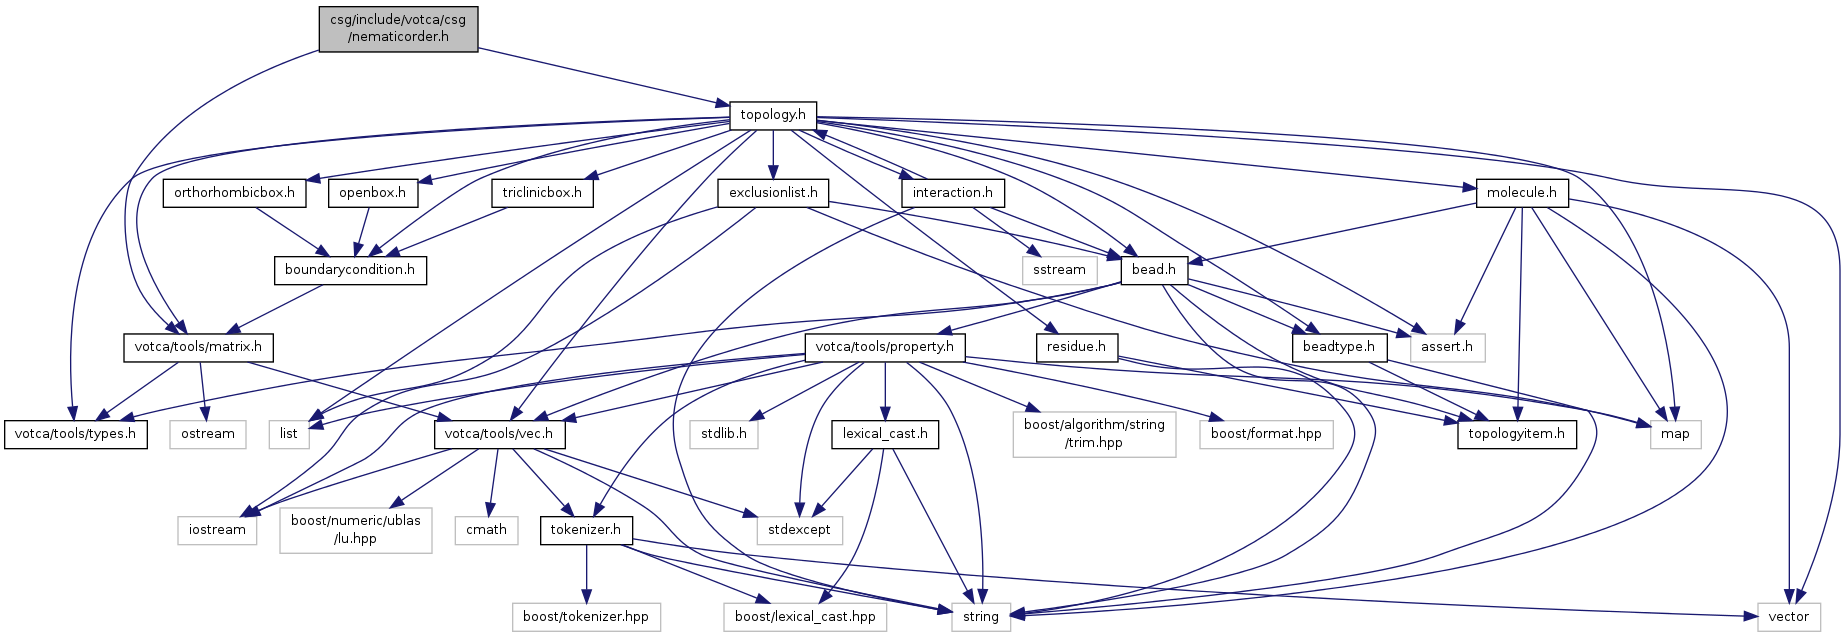 csg/include/votca/csg
/nematicorder.h
topology.h
orthorhombicbox.h
openbox.h
triclinicbox.h
exclusionlist.h
interaction.h
molecule.h
boundarycondition.h
sstream
bead.h
votca/tools/matrix.h
votca/tools/property.h
residue.h
beadtype.h
assert.h
votca/tools/types.h
ostream
list
votca/tools/vec.h
stdlib.h
lexical_cast.h
boost/algorithm/string
/trim.hpp
boost/format.hpp
topologyitem.h
map
iostream
boost/numeric/ublas
/lu.hpp
cmath
tokenizer.h
stdexcept
boost/tokenizer.hpp
boost/lexical_cast.hpp
string
vector